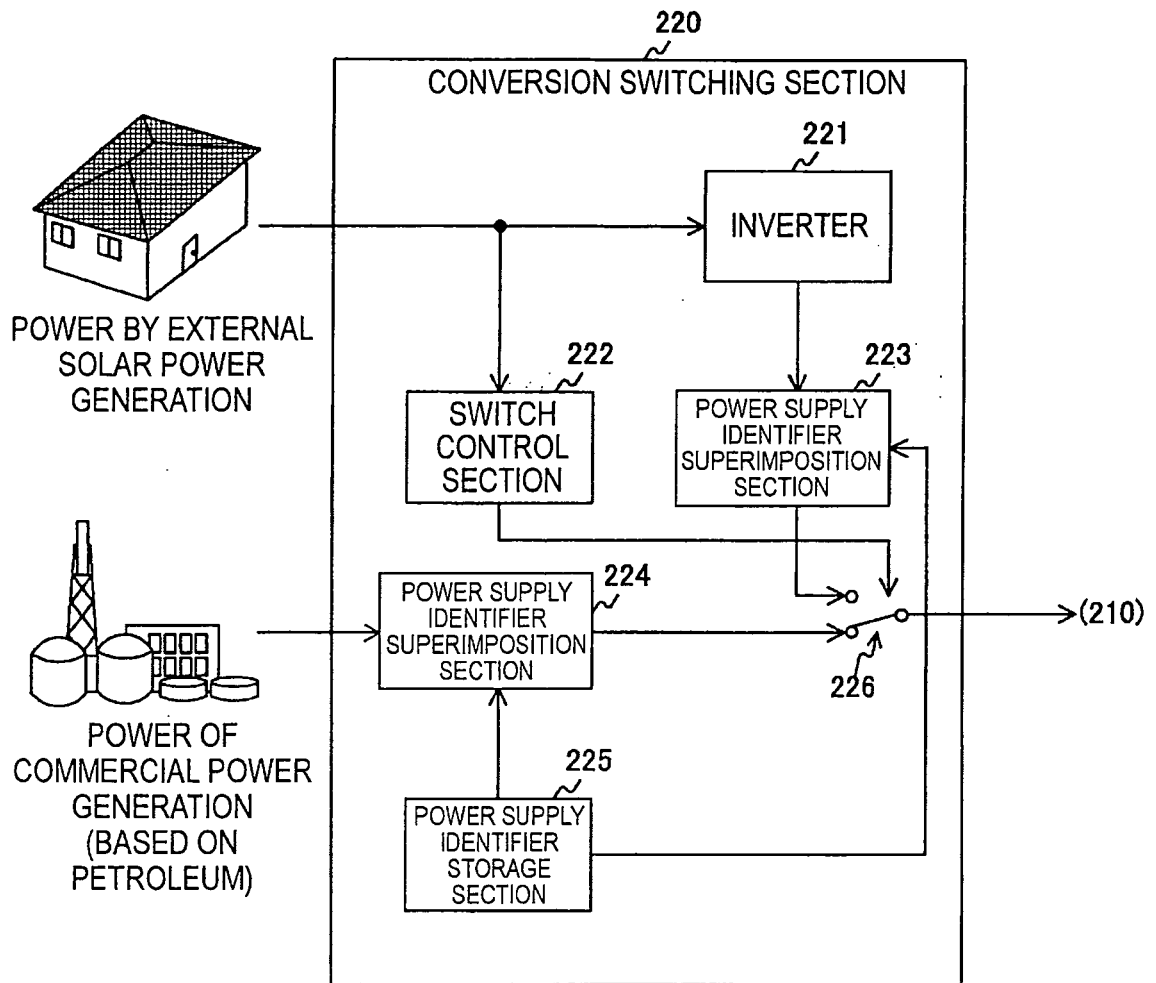 220
CONVERSION SWITCHING SECTION
221
INVERTER
POWER BY EXTERNAL
SOLAR POWER
GENERATION
222
SWITCH
CONTROL
SECTION
223
POWER SUPPLY
IDENTIFIER
SUPERIMPOSITION
SECTION
224
POWER SUPPLY
IDENTIFIER
SUPERIMPOSITION
SECTION
(210)
226
POWER OF
COMMERCIAL POWER
GENERATION
(BASED ON
PETROLEUM)
225
POWER SUPPLY
IDENTIFIER
STORAGE
SECTION